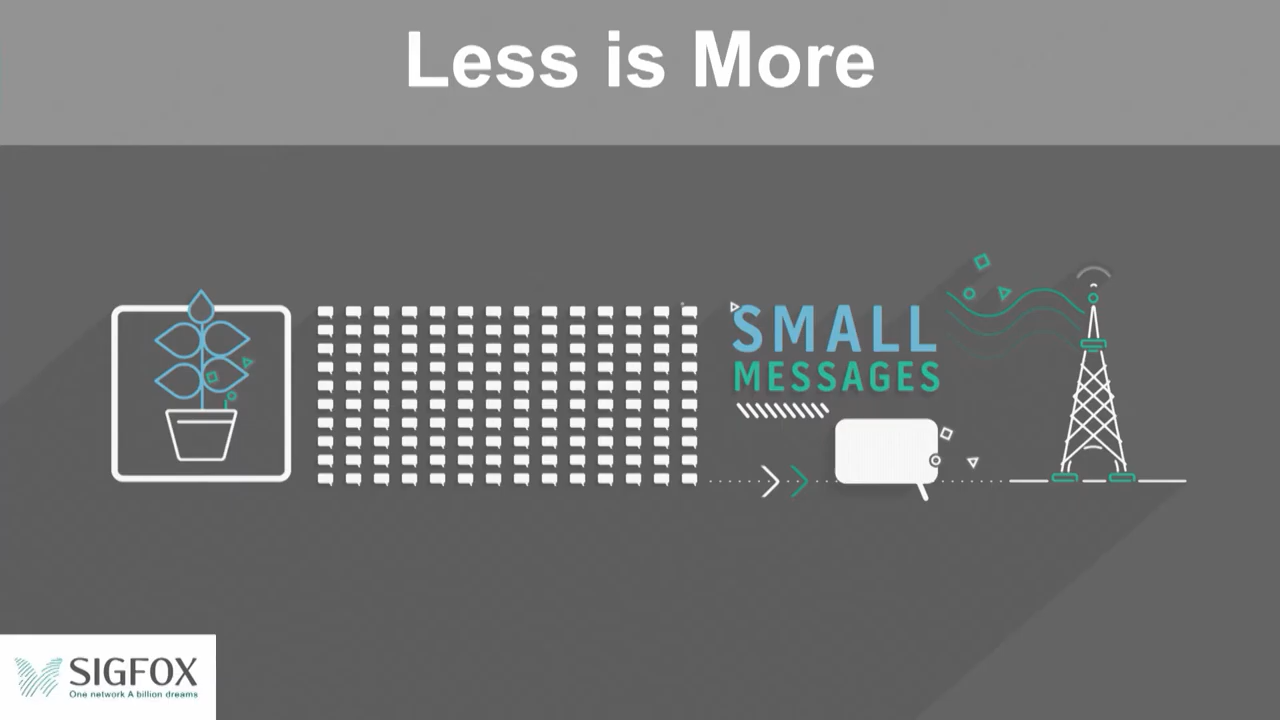 Less is More
SMALL
MESSAGES
SIGFOX
One network A billion dreams